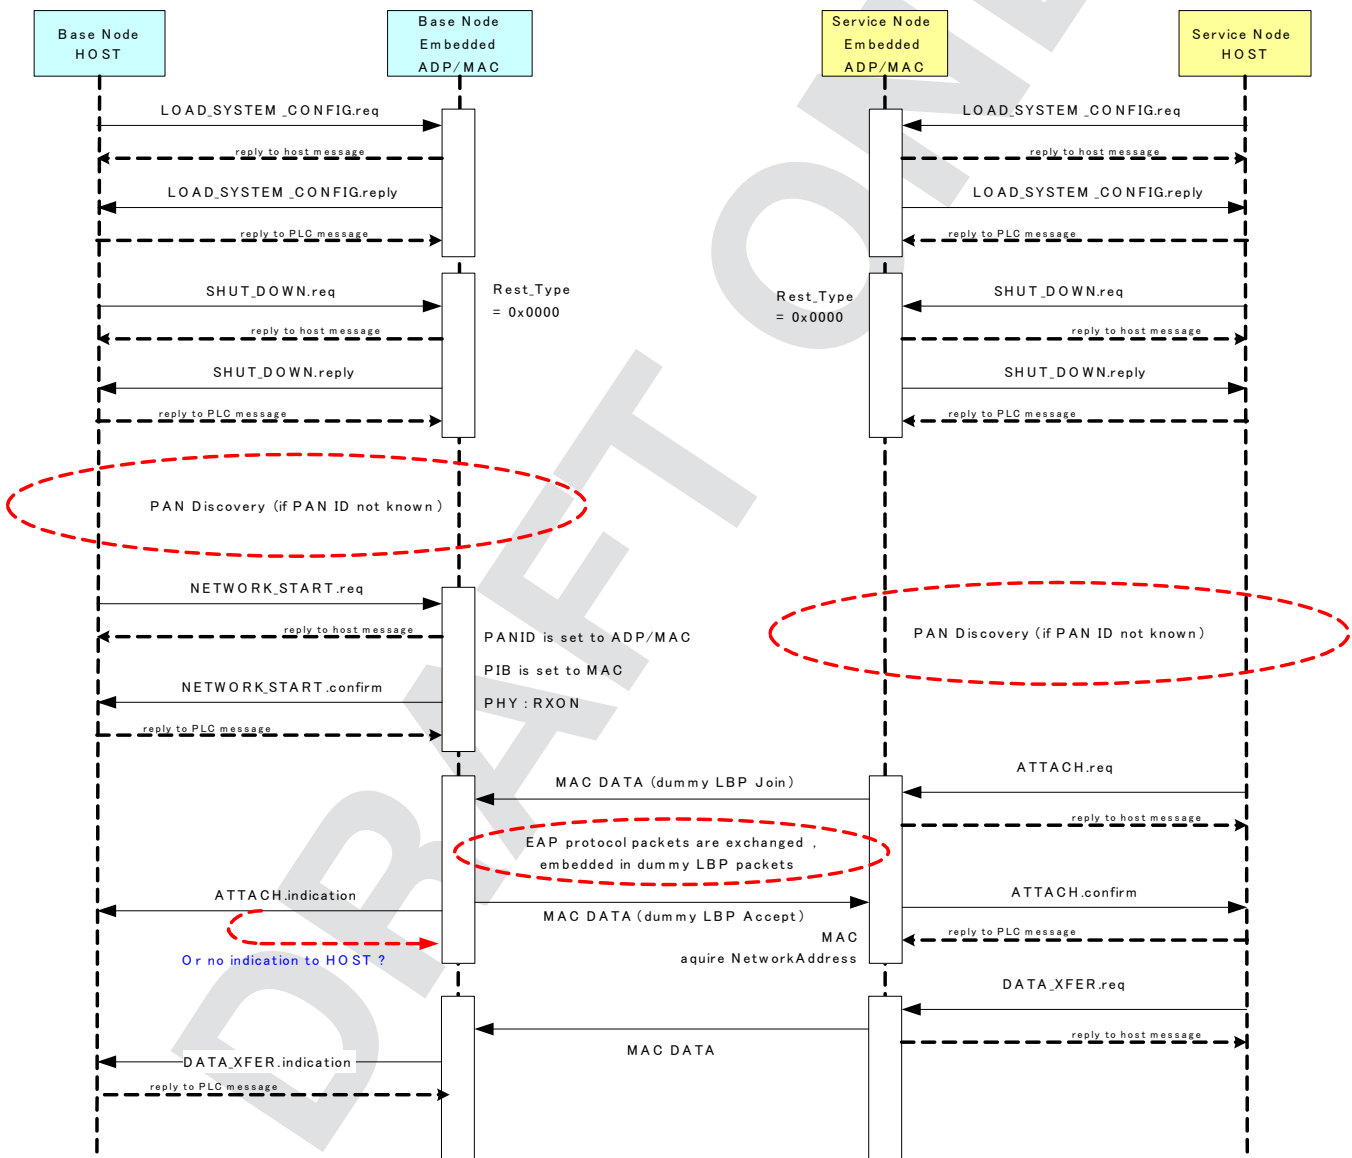 Base Node
HOST
Base Node
Embedded
ADP/MAC
Service Node
Embedded
ADP/MAC
Service Node
HOST
LOAD_SYSTEM_CONFIG.req
LOAD_SYSTEM_CONFIG.req
reply to host message
reply to host message
LOAD_SYSTEM_CONFIG.reply
LOAD_SYSTEM_CONFIG.reply
reply to PLC message
reply to PLC message
SHUT_DOWN.req
Rest_Type
= 0x0000
Rest_Type
= 0x0000
SHUT_DOWN.req
reply to host message
reply to host message
SHUT_DOWN.reply
SHUT_DOWN.reply
reply to PLC message
reply to PLC message
PAN Discovery (if PAN ID not known)
NETWORK_START.req
reply to host message
PANID is set to ADP/MAC
PAN Discovery (if PAN ID not known)
PIB is set to MAC
NETWORK_START.confirm
PHY : RXON
reply to PLC message
MAC DATA (dummy LBP Join)
ATTACH.req
reply to host message
EAP protocol packets are exchanged ,
embedded in dummy LBP packets
ATTACH.indication
ATTACH.confirm
MAC DATA (dummy LBP Accept)
reply to PLC message
MAC
aquire NetworkAddress
Or no indication to HOST ?
DATA_XFER.req
reply to host message
MAC DATA
DATA_XFER.indication
reply to PLC message
DRAFT ONL